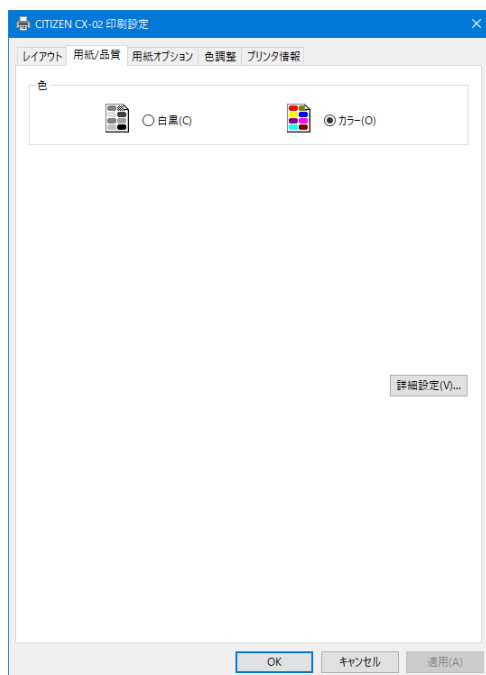 CITIZEN CX-02 印刷設定
レイアウト 用紙/品質 用紙オプション 色調整 プリンタ情報
色
白黒(C) カラー(O)
詳細設定(V)...
OK キャンセル 適用(A)